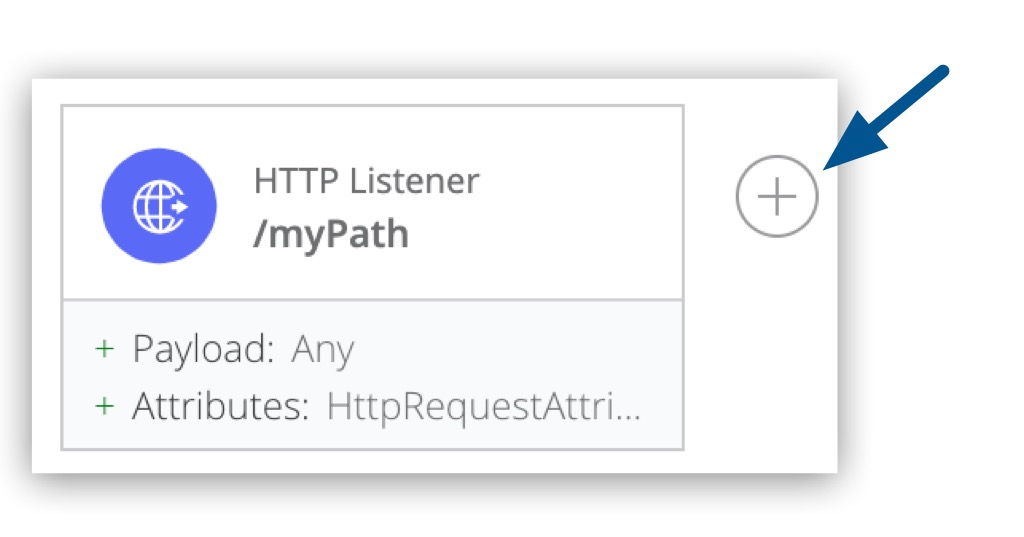 HTTP Listener
/myPath
+ Payload: Any
+ Attributes: HttpRequestAttri...